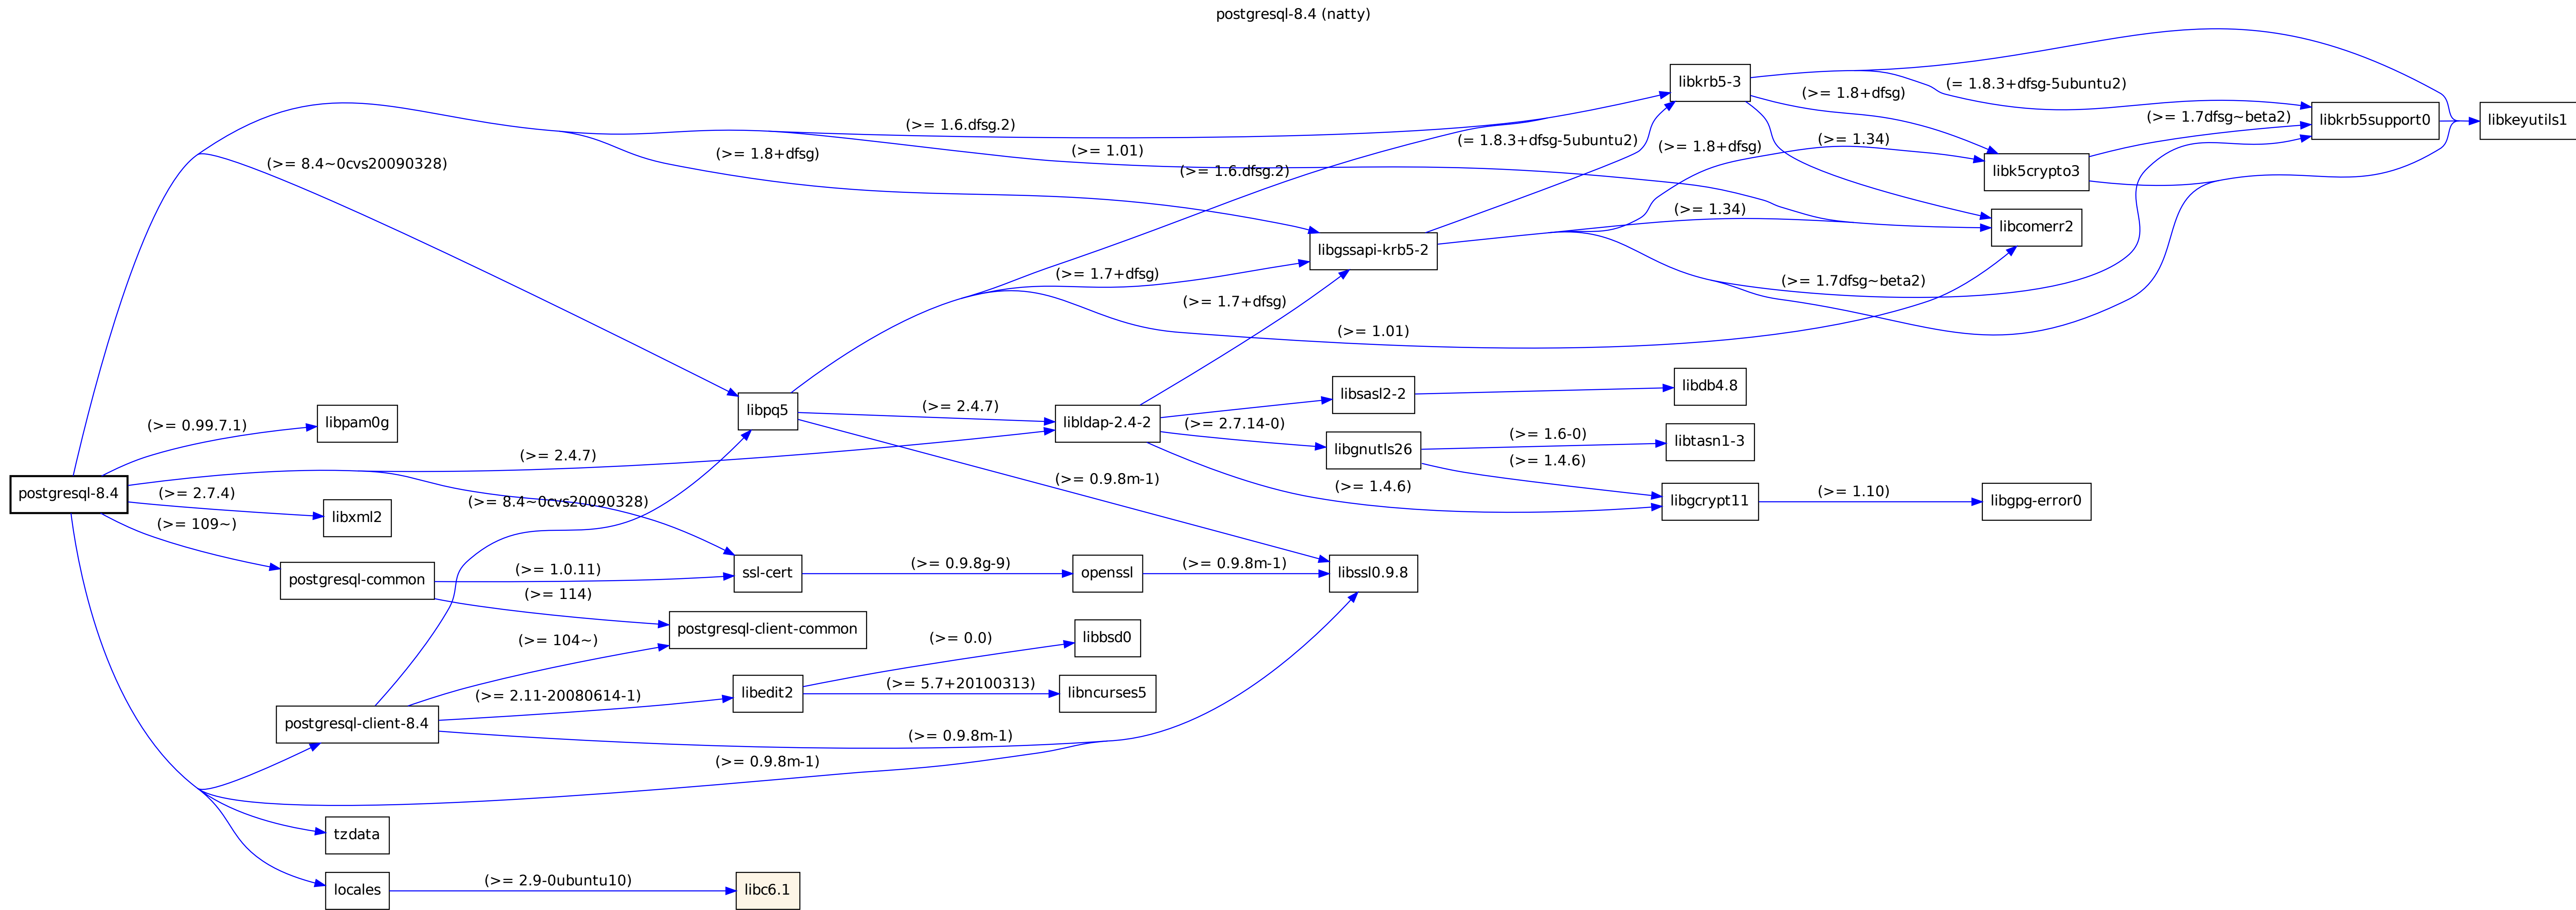 postgresql-8.4 (natty)
libkrb5-3
(= 1.8.3+dfsg-5ubuntu2)
(>= 1.8+dfsg)
(>= 1.7dfsg~beta2)
libkrb5support0
libkeyutils1
(>= 1.6.dfsg.2)
(= 1.8.3+dfsg-5ubuntu2)
(>= 1.34)
(>= 1.8+dfsg)
(>= 1.01)
(>= 1.8+dfsg)
(>= 8.4~0cvs20090328)
(>= 1.6.dfsg.2)
libk5crypto3
(>= 1.34)
libcomerr2
libgssapi-krb5-2
(>= 1.7+dfsg)
(>= 1.7dfsg~beta2)
(>= 1.7+dfsg)
(>= 1.01)
libsasl2-2
libdb4.8
libpq5
(>= 2.4.7)
libldap-2.4-2
(>= 2.7.14-0)
libpam0g
(>= 0.99.7.1)
libgnutls26
(>= 1.6-0)
libtasn1-3
(>= 2.4.7)
(>= 1.4.6)
(>= 0.9.8m-1)
(>= 1.4.6)
postgresql-8.4
(>= 2.7.4)
(>= 8.4~0cvs20090328)
libgcrypt11
(>= 1.10)
libgpg-error0
libxml2
(>= 109~)
postgresql-common
(>= 1.0.11)
ssl-cert
(>= 0.9.8g-9)
openssl
(>= 0.9.8m-1)
libssl0.9.8
(>= 114)
postgresql-client-common
(>= 104~)
(>= 0.0)
libbsd0
(>= 2.11-20080614-1)
libedit2
(>= 5.7+20100313)
libncurses5
postgresql-client-8.4
(>= 0.9.8m-1)
(>= 0.9.8m-1)
tzdata
locales
(>= 2.9-0ubuntu10)
libc6.1